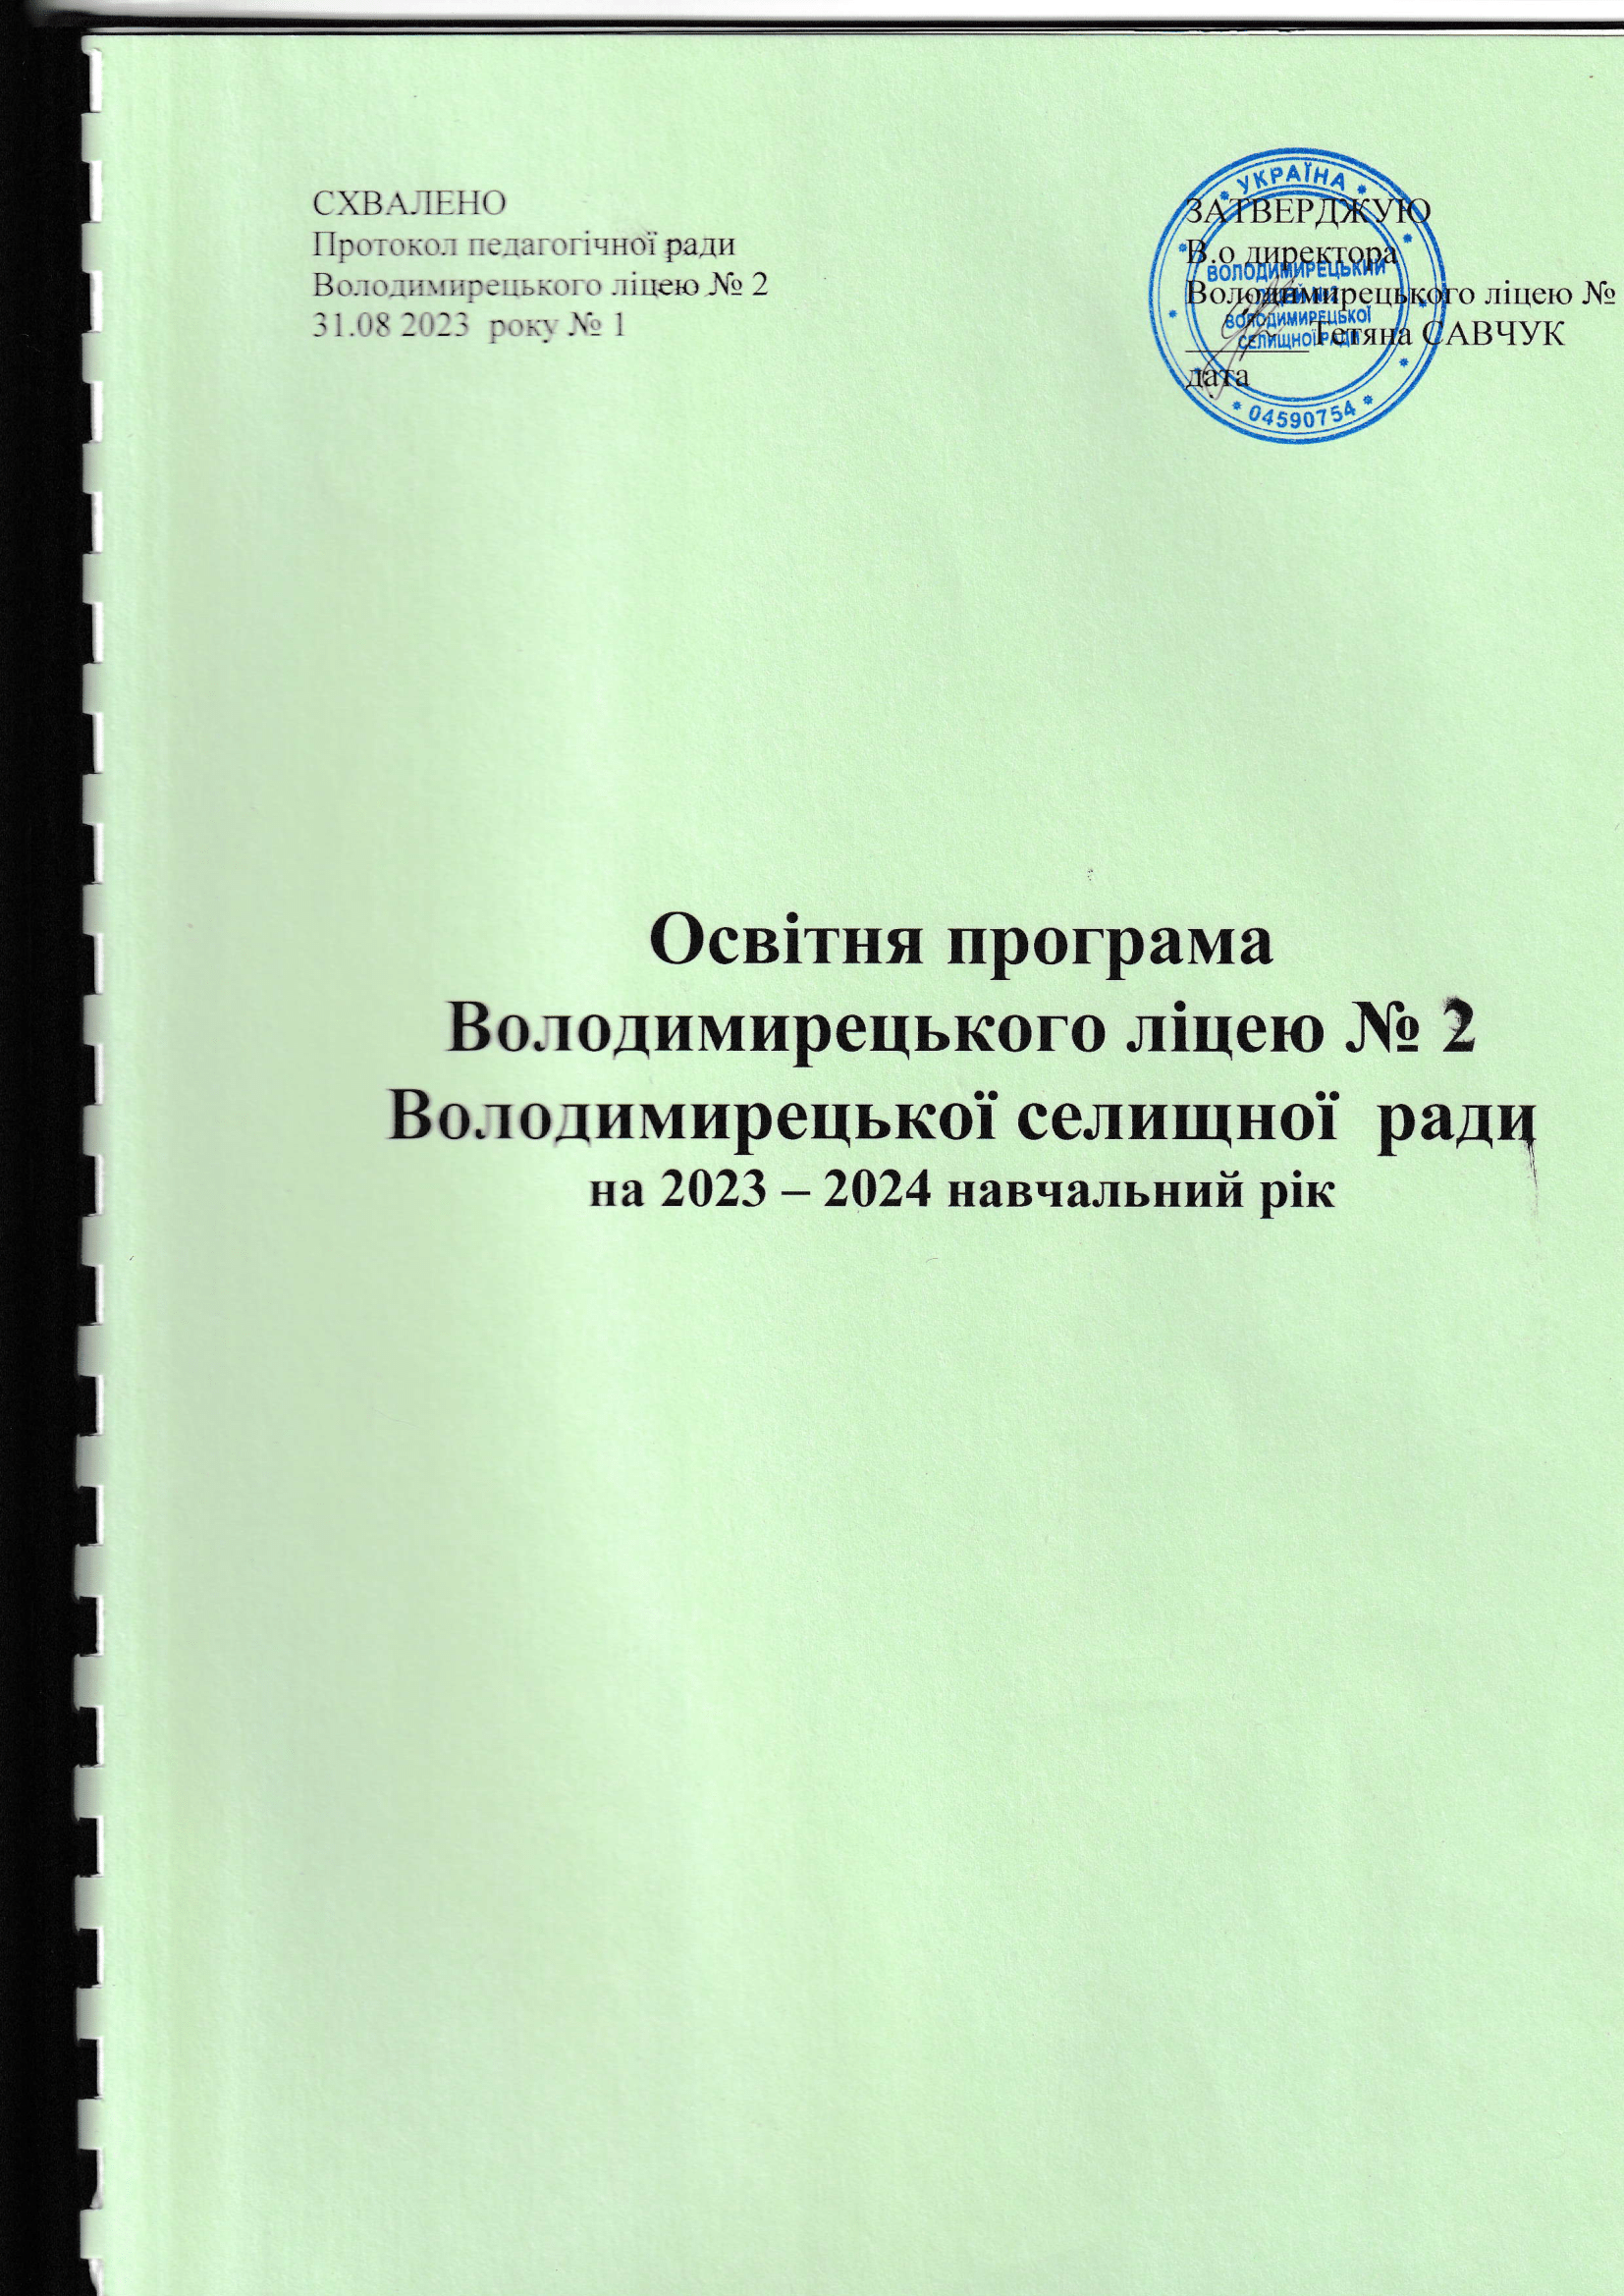 СХВАЛЕНО
Протокол педагогічної ради
Володимирецького ліцею № 2
31.08 2023 року № 1
УКРАЇНА
ЗАТВЕРДЖУЮ
В.о директора
Володимирецького ліцею №
Тетяна САВЧУК
дата
ВОЛОДИМИРЕЦЬКИЙ
ВОЛОДИМИРЕЦЬКОЇ
СЕЛИЩНОЇ РАДИ
04590754
Освітня програма
Володимирецького ліцею № 2
Володимирецької селищної ради
на 2023 – 2024 навчальний рік